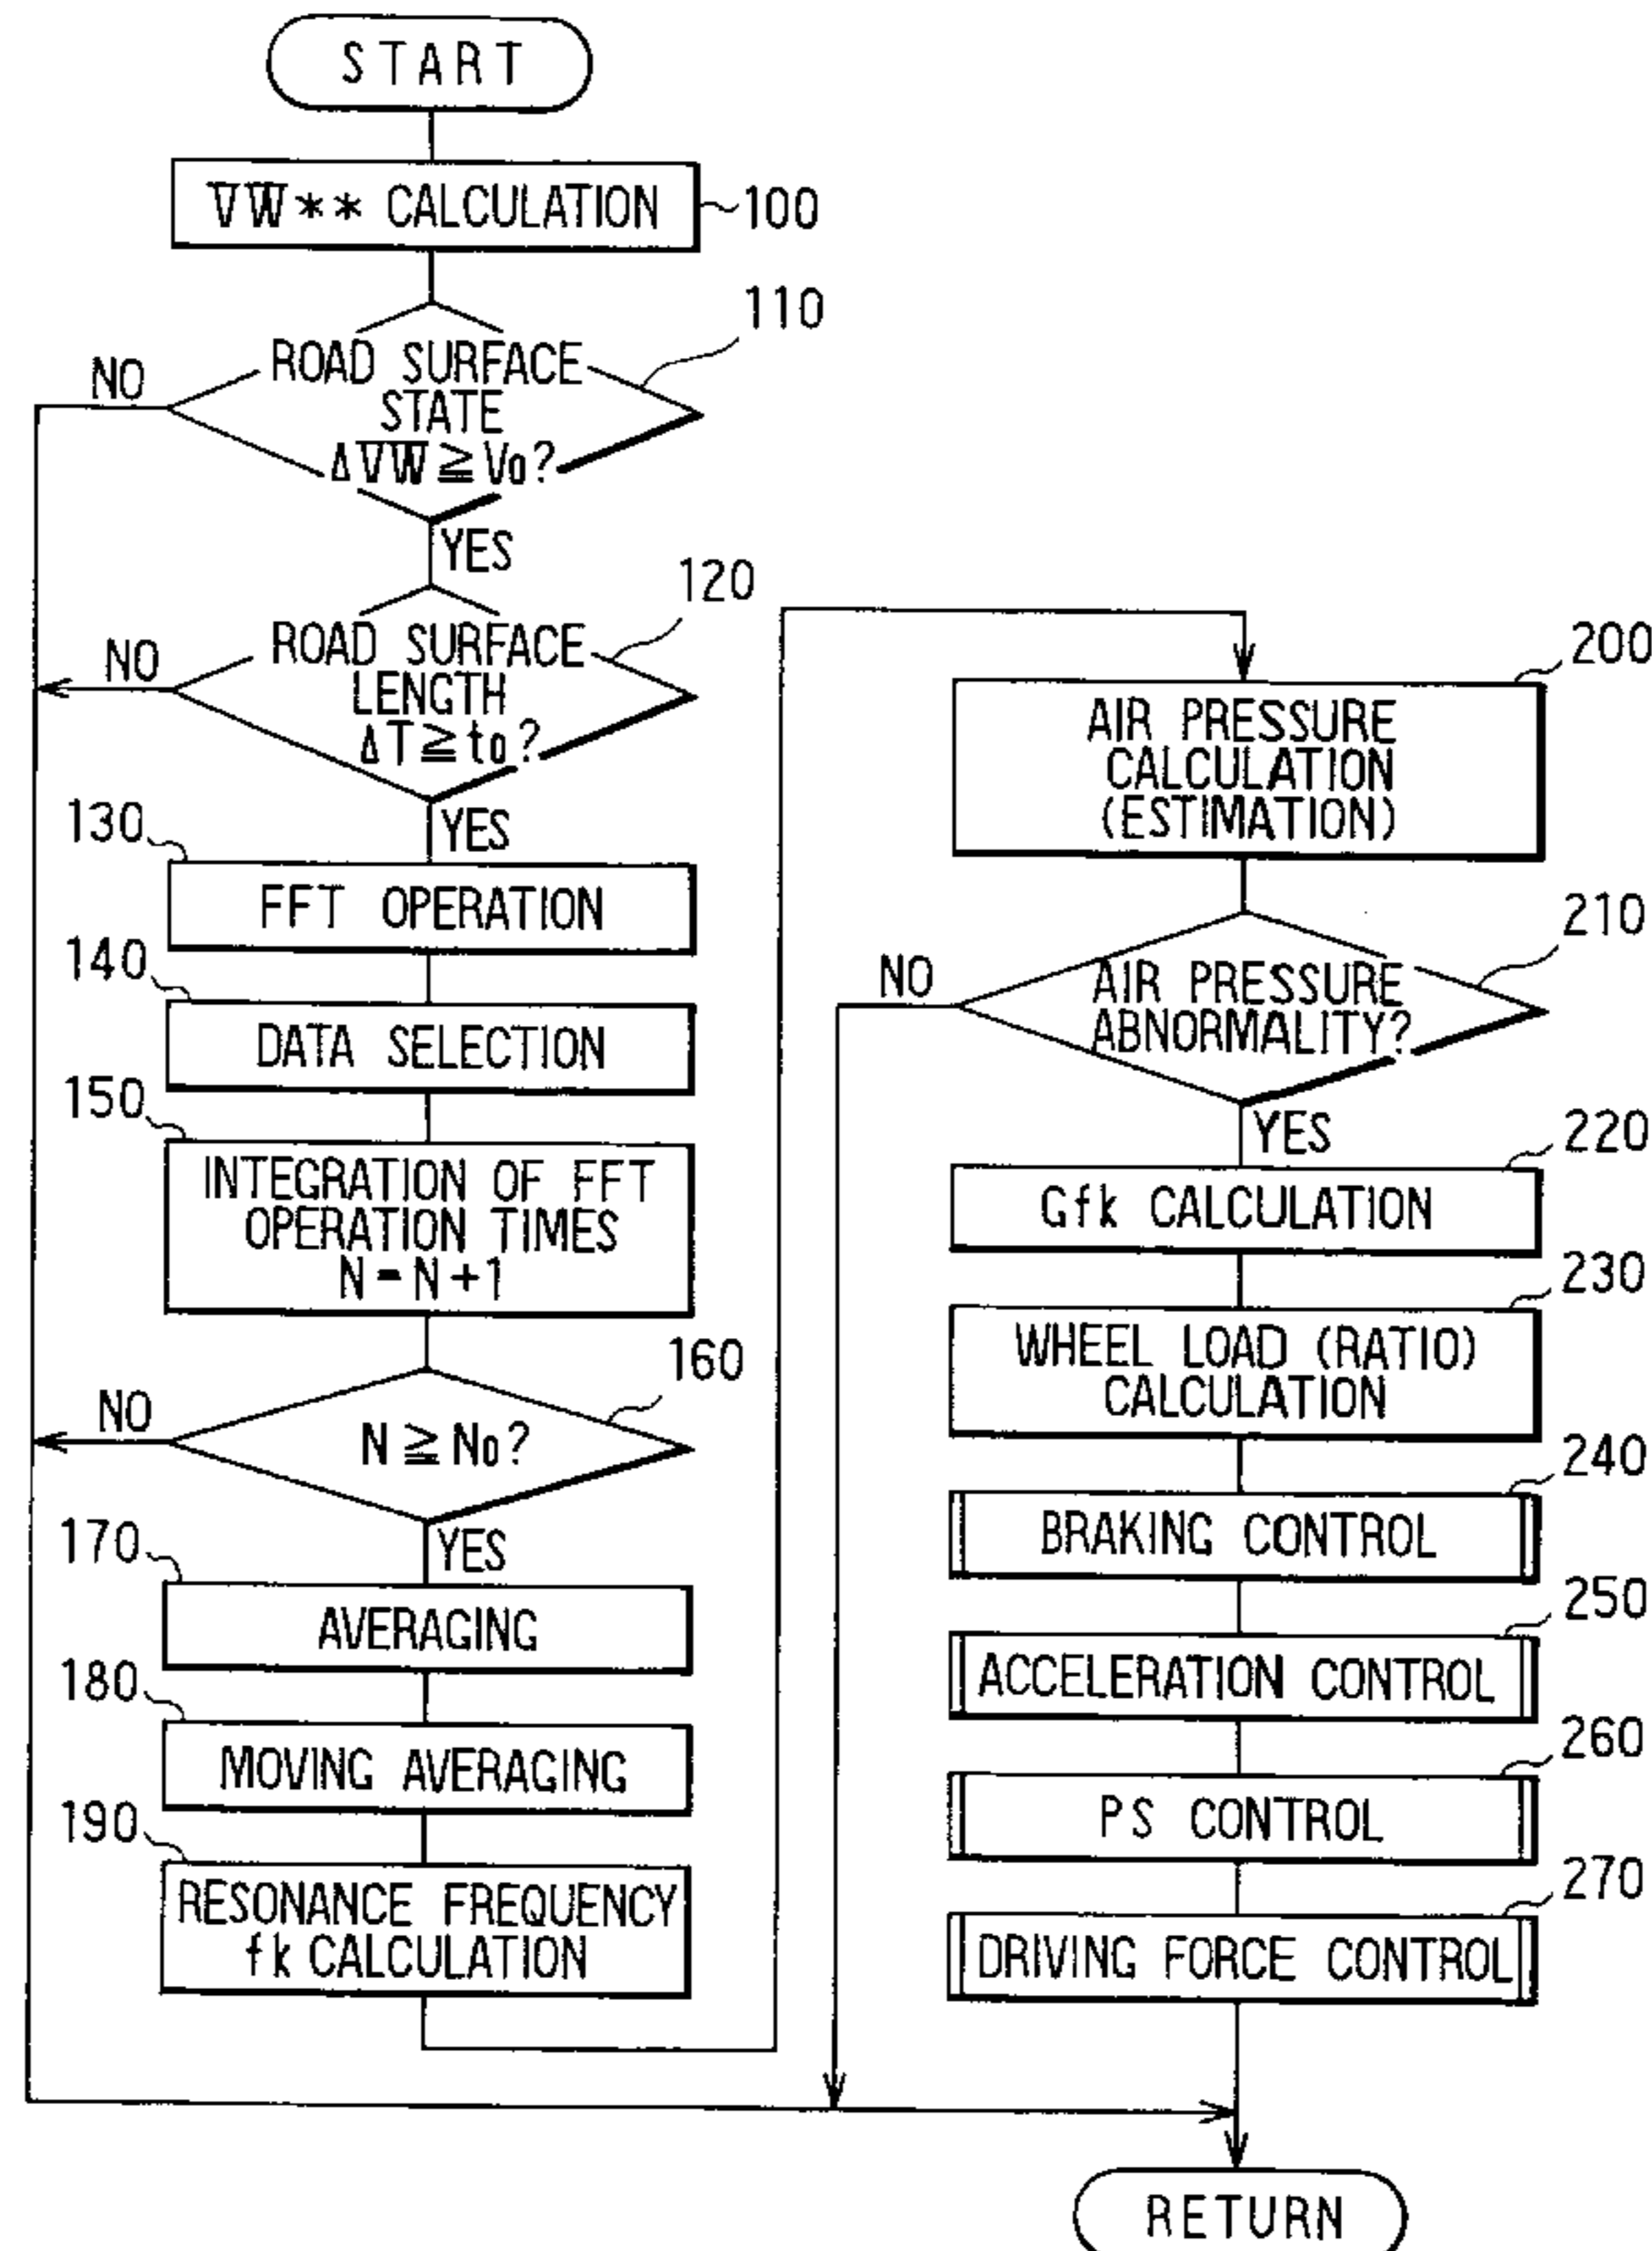 START
VW** CALCULATION
100
110
ROAD SURFACE
STATE
ΔVW ≧ V0?
NO
YES
120
ROAD SURFACE
LENGTH
ΔT ≧ t0?
NO
YES
130
FFT OPERATION
140
DATA SELECTION
150
INTEGRATION OF FFT
OPERATION TIMES
N = N + 1
160
N ≧ N0?
NO
YES
170
AVERAGING
180
MOVING AVERAGING
190
RESONANCE FREQUENCY
fk CALCULATION
200
AIR PRESSURE
CALCULATION
(ESTIMATION)
210
AIR PRESSURE
ABNORMALITY?
NO
YES
220
Gfk CALCULATION
230
WHEEL LOAD (RATIO)
CALCULATION
240
BRAKING CONTROL
250
ACCELERATION CONTROL
260
PS CONTROL
270
DRIVING FORCE CONTROL
RETURN